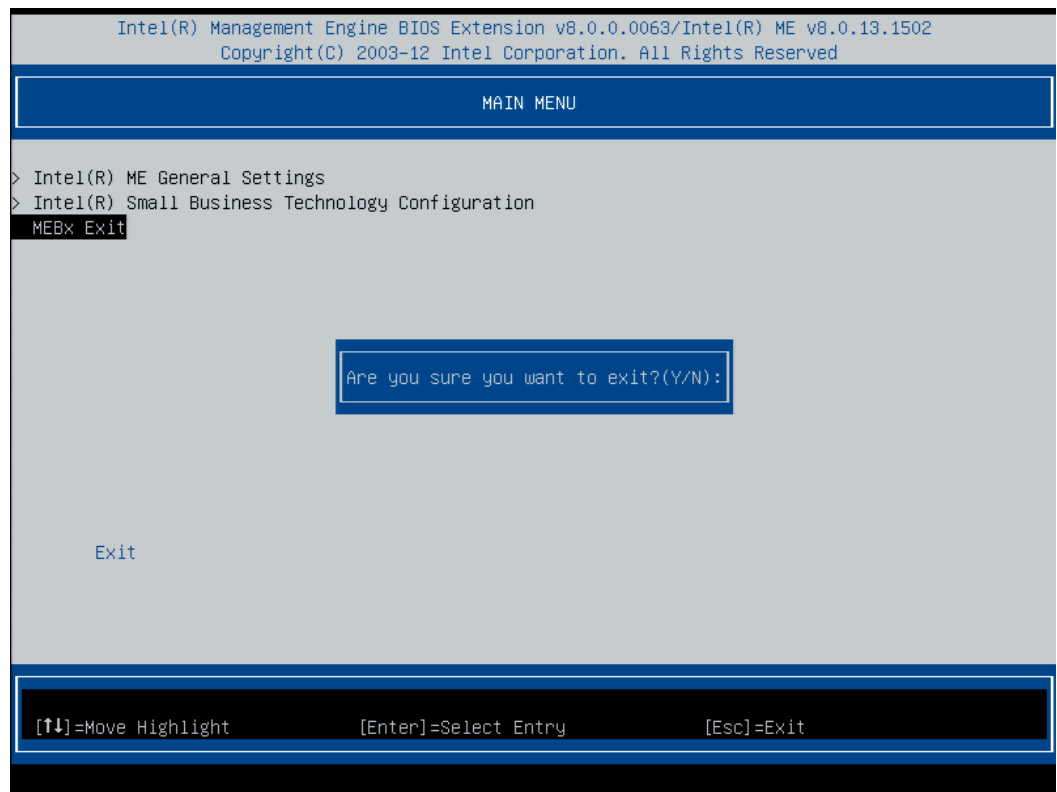 Intel(R) Management Engine BIOS Extension v8.0.0.0063/Intel(R) ME v8.0.13.1502
Copyright(C) 2003-12 Intel Corporation. All Rights Reserved
MAIN MENU
> Intel(R) ME General Settings
> Intel(R) Small Business Technology Configuration
MEBx Exit
Are you sure you want to exit?(Y/N):
Exit
[↑↓]=Move Highlight [Enter]=Select Entry [Esc]=Exit